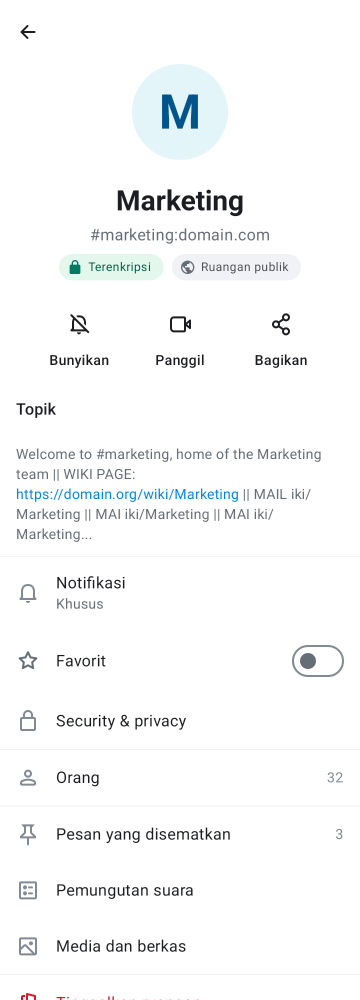 M
Marketing
#marketing:domain.com
Terenkripsi
Ruangan publik
Bunyikan
Panggil
Bagikan
Topik
Welcome to #marketing, home of the Marketing
team || WIKI PAGE:
https://domain.org/wiki/Marketing || MAIL iki/
Marketing || MAI iki/Marketing || MAI iki/
Marketing...
Notifikasi
Khusus
Favorit
Security & privacy
Orang 32
Pesan yang disematkan 3
Pemungutan suara
Media dan berkas